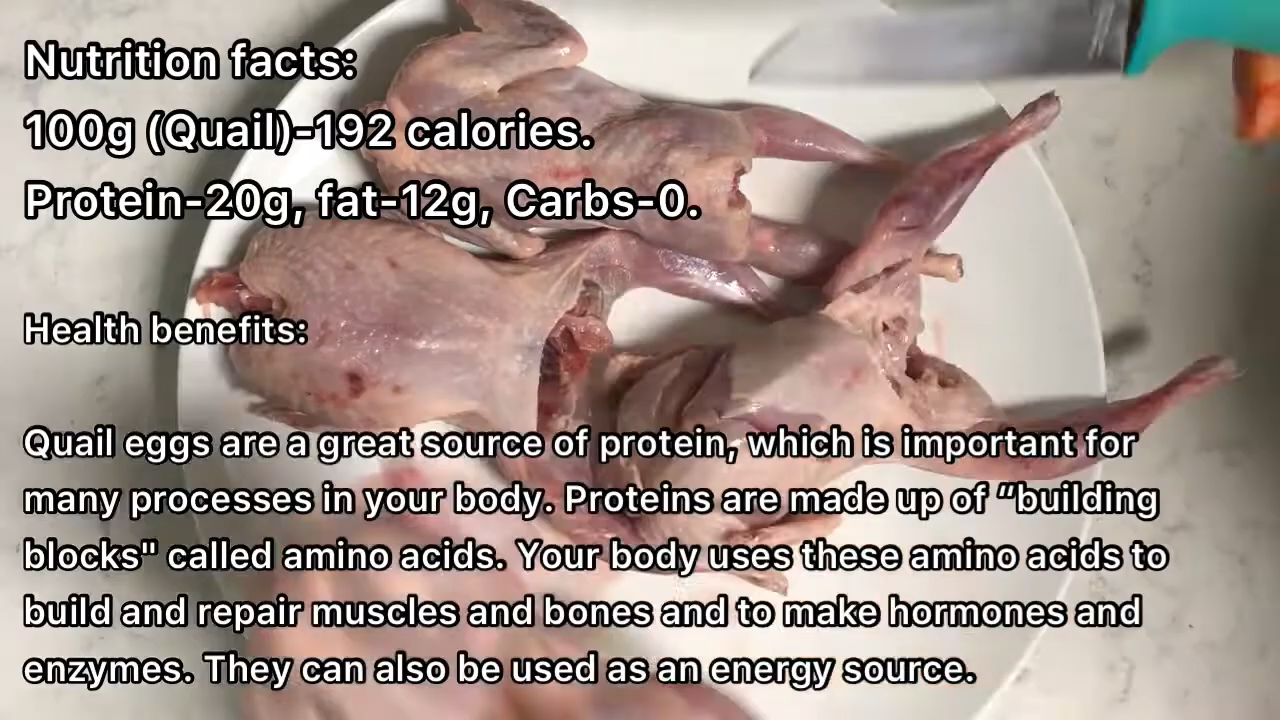 Nutrition facts:
100g (Quail)-192 calories.
Protein-20g, fat-12g, Carbs-0.
Health benefits:
Quail eggs are a great source of protein, which is important for
many processes in your body. Proteins are made up of “building
blocks" called amino acids. Your body uses these amino acids to
build and repair muscles and bones and to make hormones and
enzymes. They can also be used as an energy source.